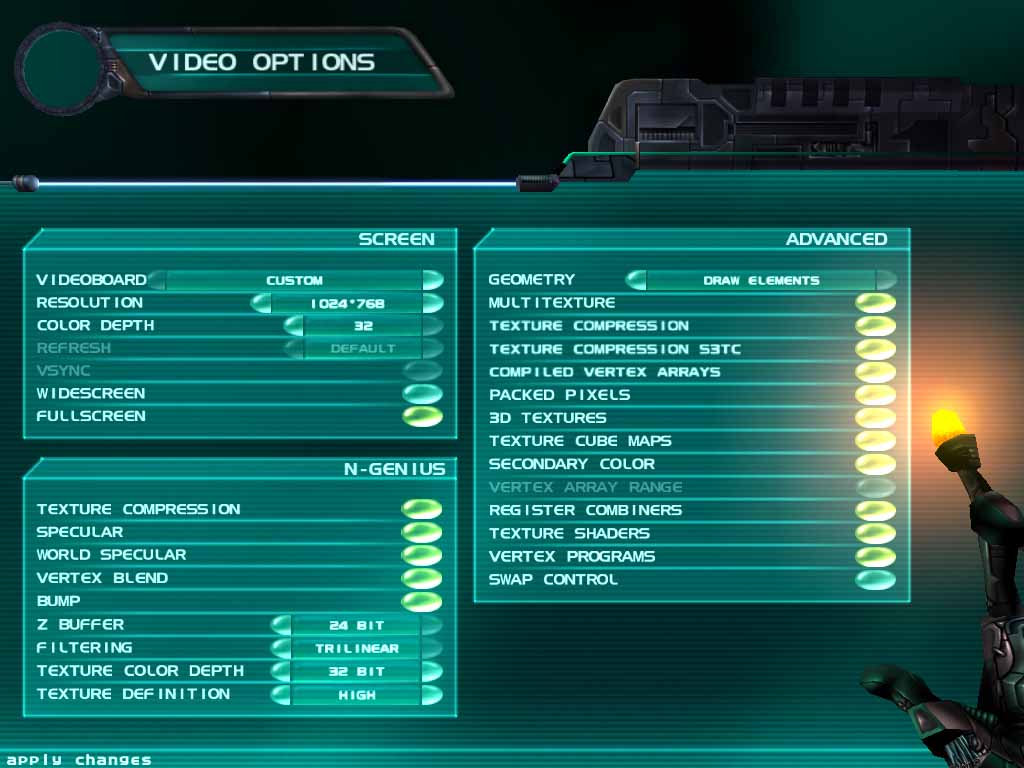 VIDEO OPTIONS
SCREEN
VIDEOBOARD CUSTOM
RESOLUTION 1024*768
COLOR DEPTH 32
REFRESH DEFAULT
VSYNC
WIDESCREEN
FULLSCREEN
N-GENIUS
TEXTURE COMPRESSION
SPECULAR
WORLD SPECULAR
VERTEX BLEND
BUMP
Z BUFFER 24 BIT
FILTERING TRILINEAR
TEXTURE COLOR DEPTH 32 BIT
TEXTURE DEFINITION HIGH
ADVANCED
GEOMETRY DRAW ELEMENTS
MULTITEXTURE
TEXTURE COMPRESSION
TEXTURE COMPRESSION S3TC
COMPILED VERTEX ARRAYS
PACKED PIXELS
3D TEXTURES
TEXTURE CUBE MAPS
SECONDARY COLOR
VERTEX ARRAY RANGE
REGISTER COMBINERS
TEXTURE SHADERS
VERTEX PROGRAMS
SWAP CONTROL
apply changes